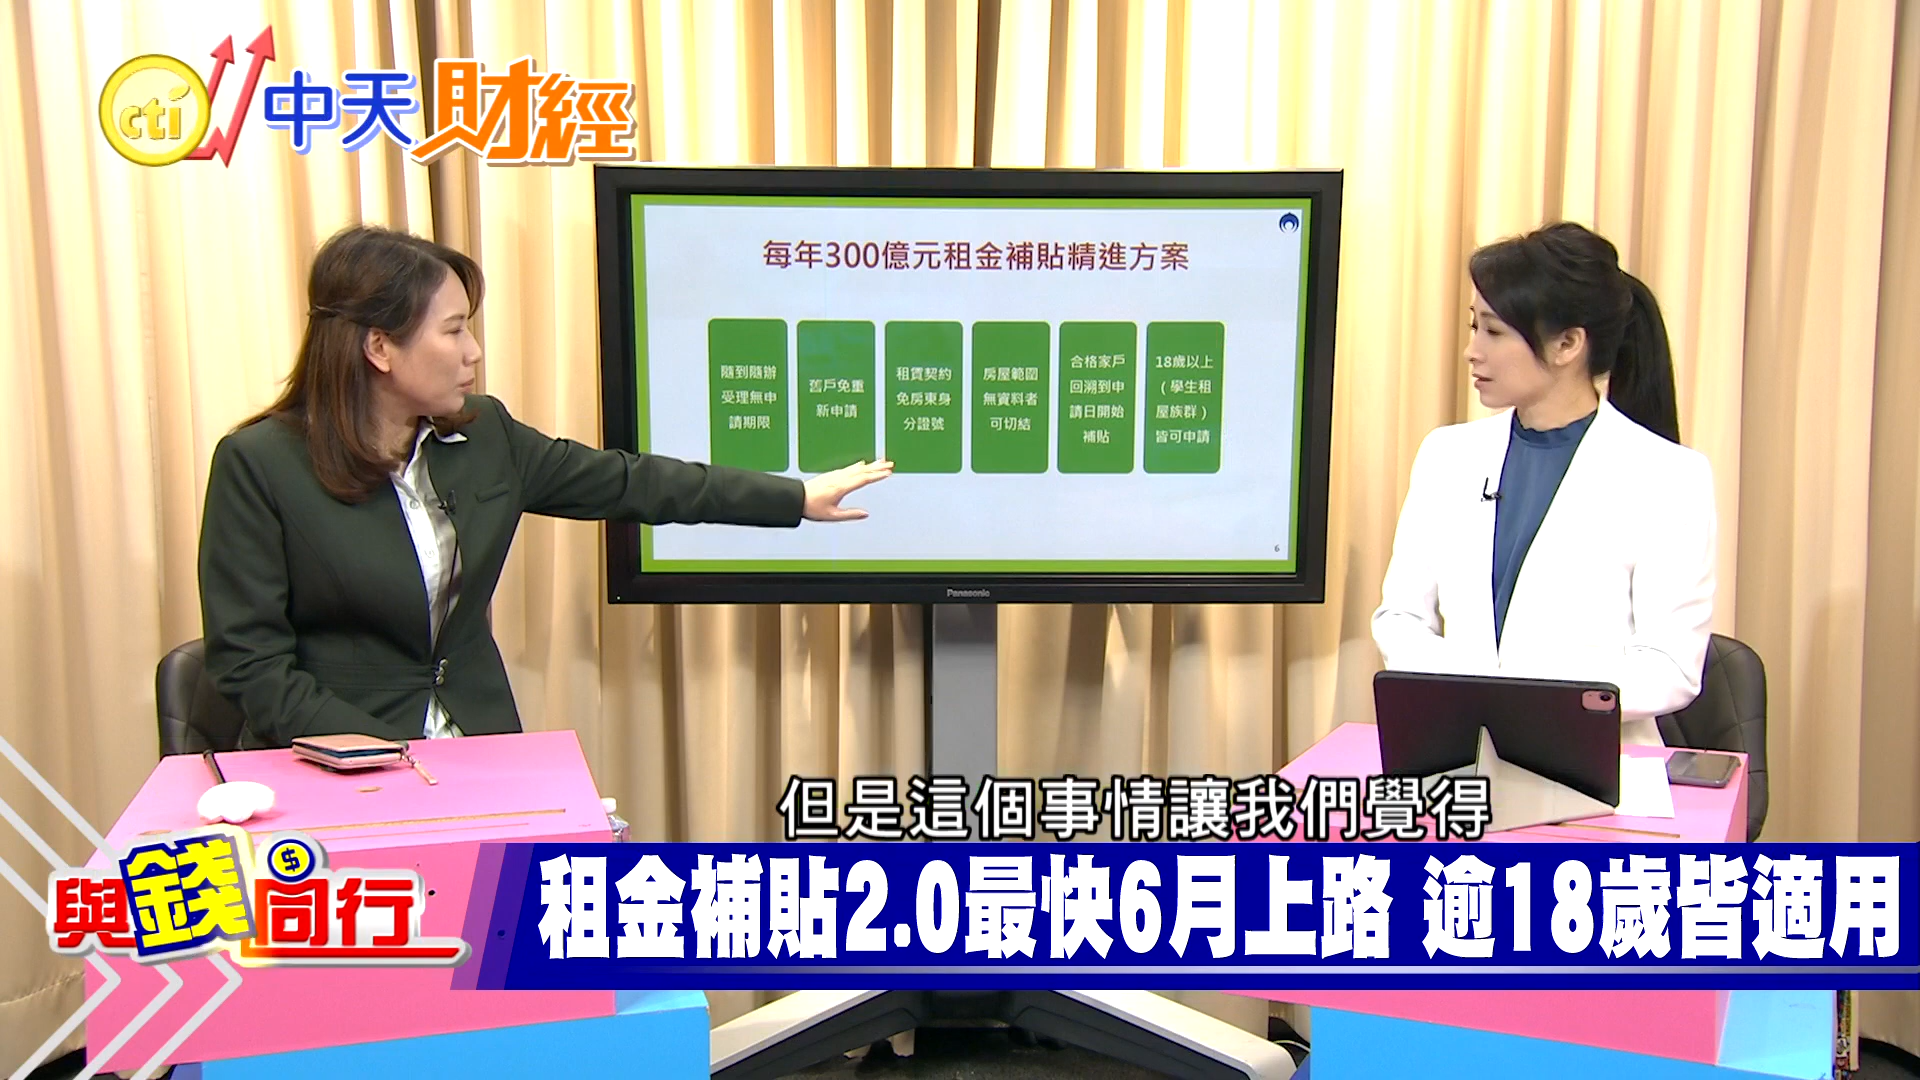 cti
中天財經
每年300億元租金補貼精進方案
隨到隨辦
受理無申
請期限
舊戶免重
新申請
租賃契約
免房東身
分證號
房屋範圍
無資料者
可切結
合格家戶
回溯到申
請日開始
補貼
18歲以上
(學生租
屋族群)
皆可申請
6
Panasonic
但是這個事情讓我們覺得
與錢同行
$
租金補貼2.0最快6月上路 逾18歲皆適用